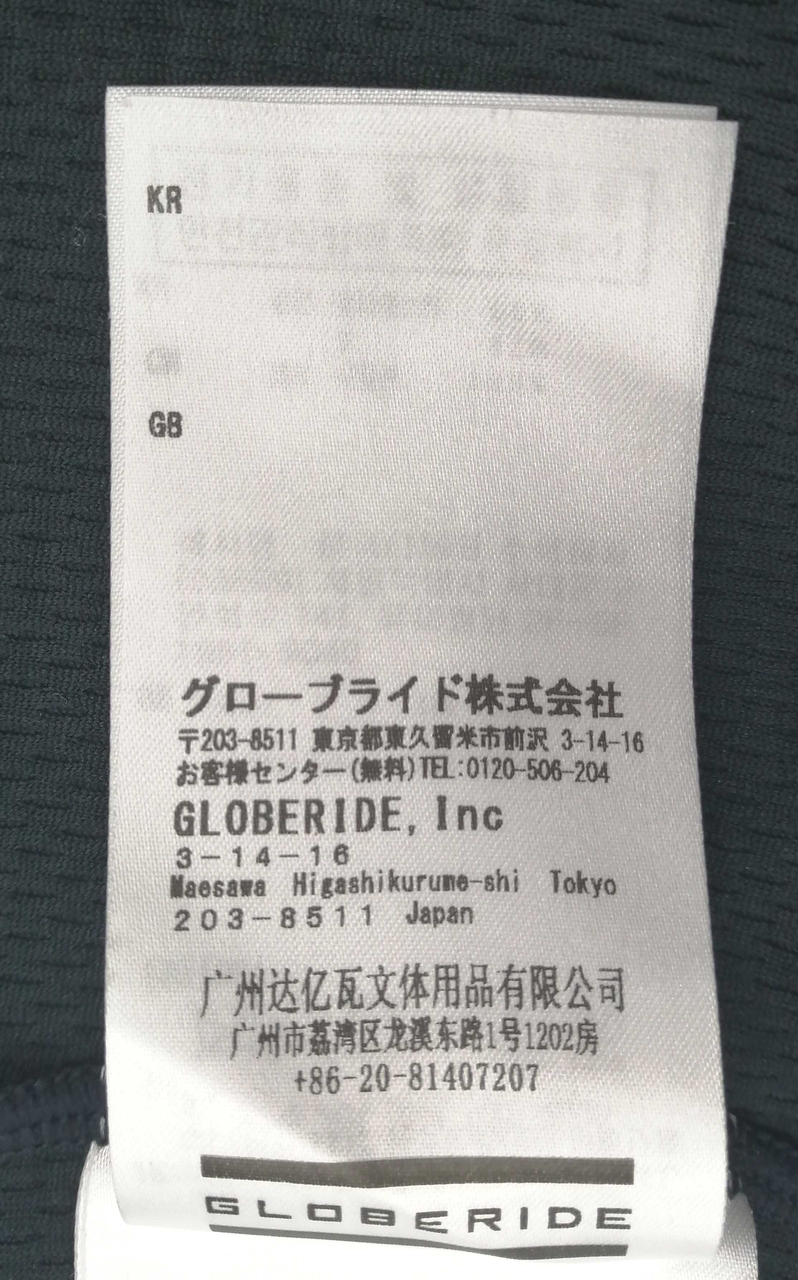 KR
GB
グローブライド株式会社
〒203-8511 東京都東久留米市前沢 3-14-16
お客様センター(無料)TEL:0120-506-204
GLOBERIDE, Inc
3-14-16
Maesawa Higashikurume-shi Tokyo
203-8511 Japan
广州达亿瓦文体用品有限公司
广州市荔湾区龙溪东路1号1202房
+86-20-81407207
GLOBERIDE